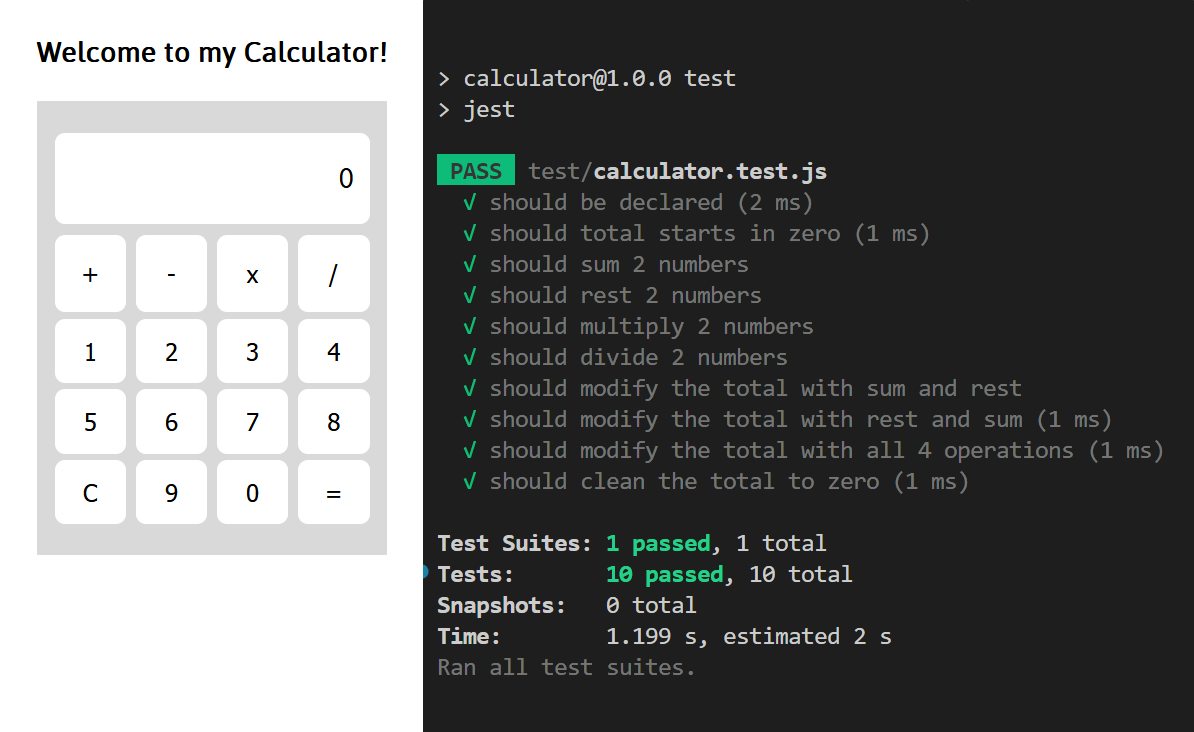 Welcome to my Calculator!
0
+ - x /
1 2 3 4
5 6 7 8
C 9 0 =
> calculator@1.0.0 test
> jest
PASS test/calculator.test.js
√ should be declared (2 ms)
√ should total starts in zero (1 ms)
√ should sum 2 numbers
√ should rest 2 numbers
√ should multiply 2 numbers
√ should divide 2 numbers
√ should modify the total with sum and rest
√ should modify the total with rest and sum (1 ms)
√ should modify the total with all 4 operations (1 ms)
√ should clean the total to zero (1 ms)
Test Suites: 1 passed, 1 total
Tests: 10 passed, 10 total
Snapshots: 0 total
Time: 1.199 s, estimated 2 s
Ran all test suites.